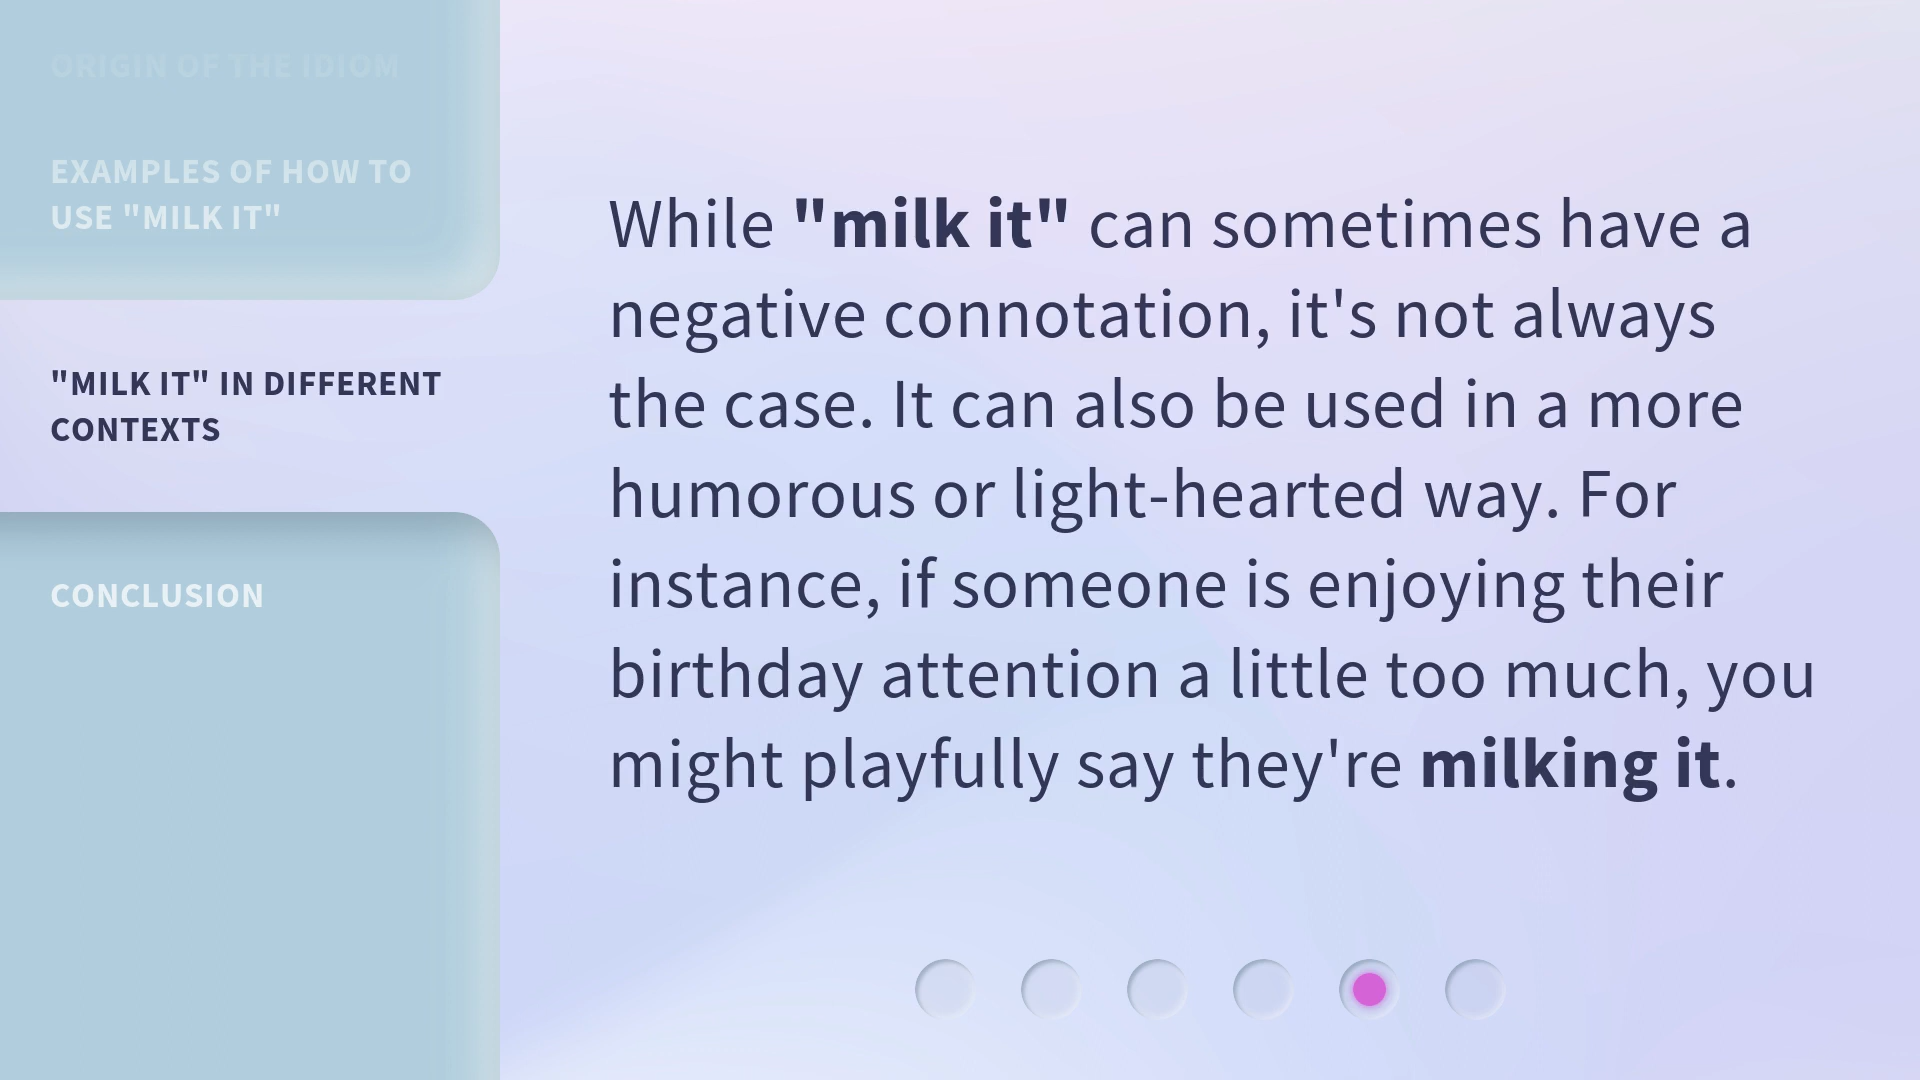 ORIGIN OF THE IDIOM
EXAMPLES OF HOW TO
USE "MILK IT"
"MILK IT" IN DIFFERENT
CONTEXTS
CONCLUSION
While "milk it" can sometimes have a
negative connotation, it's not always
the case. It can also be used in a more
humorous or light-hearted way. For
instance, if someone is enjoying their
birthday attention a little too much, you
might playfully say they're milking it.